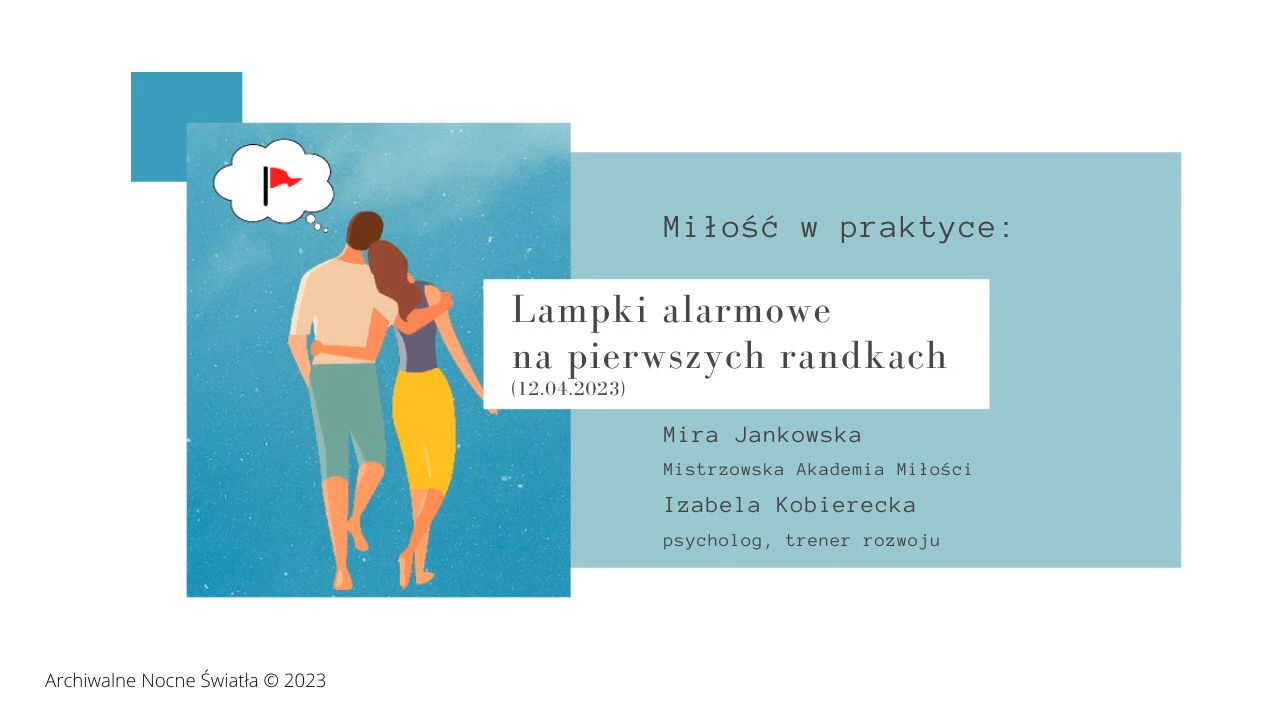 Miłość w praktyce:
Lampki alarmowe
na pierwszych randkach
(12.04.2023)
Mira Jankowska
Mistrzowska Akademia Miłości
Izabela Kobierecka
psycholog, trener rozwoju
Archiwalne Nocne Światła © 2023